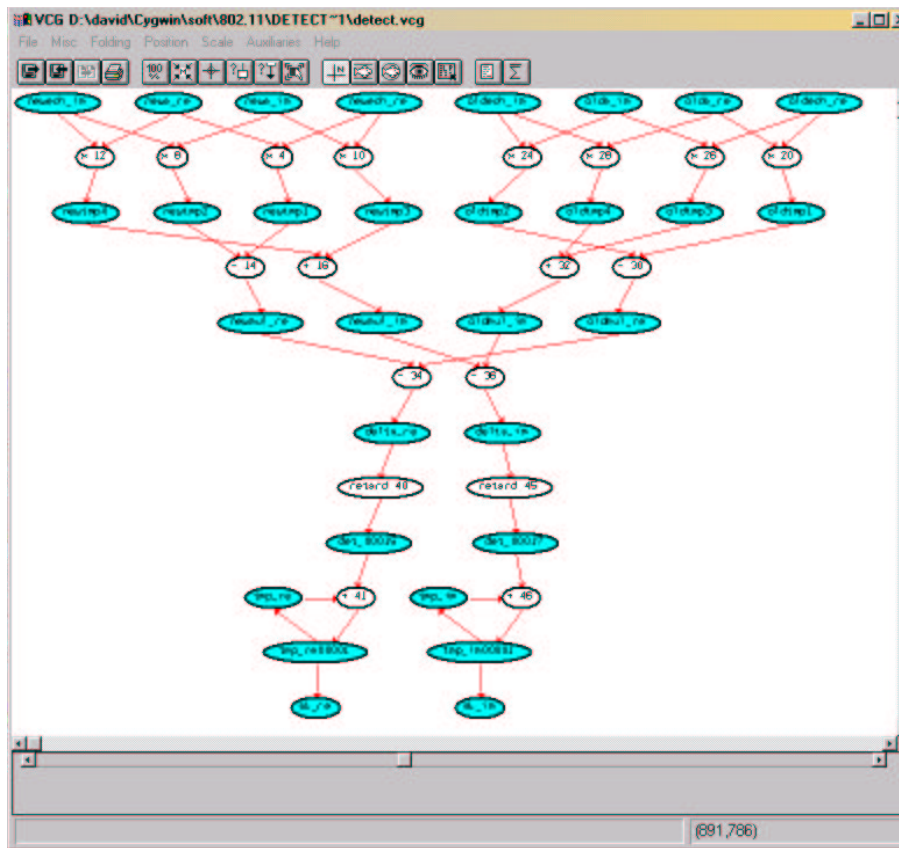 VCG D:\david\Cygwin\soft\802.11\DETECT~1\detect.vcg
File Misc Folding Position Scale Auxiliaries Help
100 %
newech_im newe_re newe_im newech_re oldech_im olde_im olde_re oldech_re
* 12 * 8 * 4 * 10 * 24 * 28 * 26 * 20
newtmp4 newtmp2 newtmp1 newtmp3 oldtmp2 oldtmp4 oldtmp3 oldtmp1
- 14 + 16 + 32 - 30
newmul_re newmul_im oldmul_im oldmul_re
- 34 - 36
delta_re delta_im
retard 40 retard 45
tmp_re + 41 tmp_im + 46
(891,786)